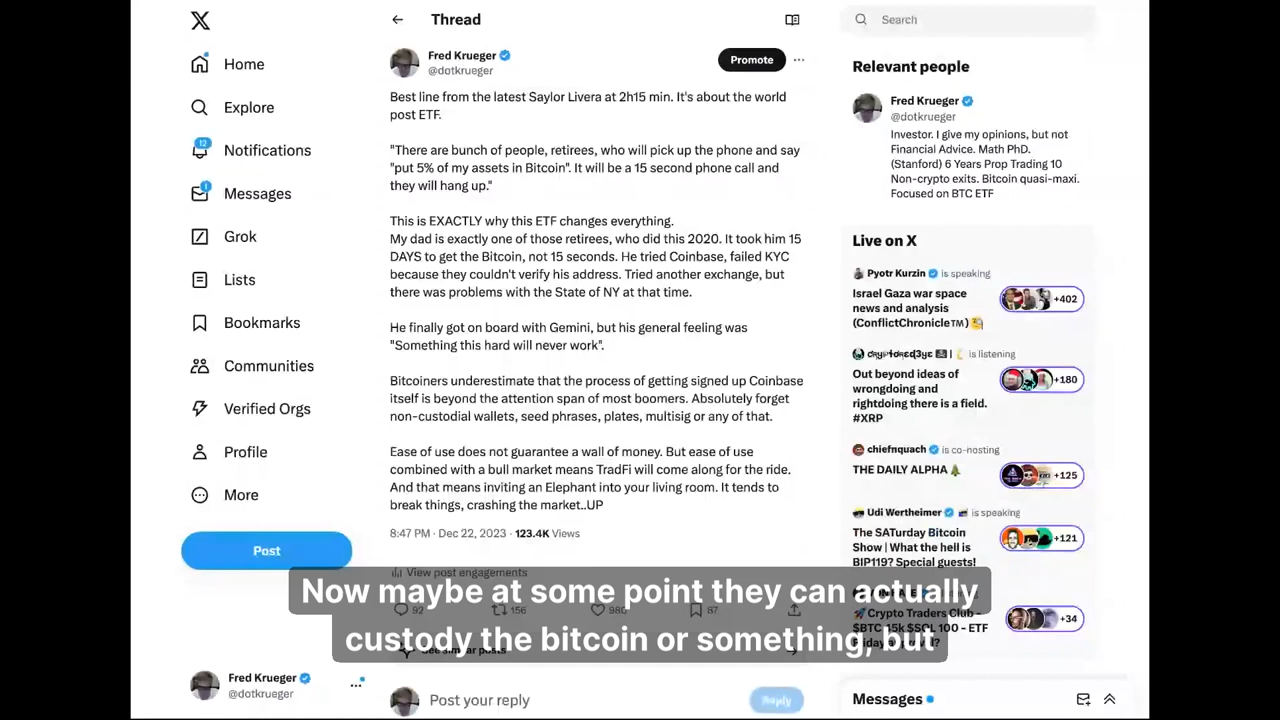 Home
Explore
12
Notifications
1
Messages
Grok
Lists
Bookmarks
Communities
Verified Orgs
Profile
More
Post
Fred Krueger
@dotkrueger
Thread
Fred Krueger
@dotkrueger
Promote
Best line from the latest Saylor Livera at 2h15 min. It's about the world
post ETF.
"There are bunch of people, retirees, who will pick up the phone and say
"put 5% of my assets in Bitcoin". It will be a 15 second phone call and
they will hang up."
This is EXACTLY why this ETF changes everything.
My dad is exactly one of those retirees, who did this 2020. It took him 15
DAYS to get the Bitcoin, not 15 seconds. He tried Coinbase, failed KYC
because they couldn't verify his address. Tried another exchange, but
there was problems with the State of NY at that time.
He finally got on board with Gemini, but his general feeling was
"Something this hard will never work".
Bitcoiners underestimate that the process of getting signed up Coinbase
itself is beyond the attention span of most boomers. Absolutely forget
non-custodial wallets, seed phrases, plates, multisig or any of that.
Ease of use does not guarantee a wall of money. But ease of use
combined with a bull market means TradFi will come along for the ride.
And that means inviting an Elephant into your living room. It tends to
break things, crashing the market..UP
8:47 PM · Dec 22, 2023 · 123.4K Views
View post engagements
92 156 980 87
See similar posts
Post your reply
Reply
Search
Relevant people
Fred Krueger
@dotkrueger
Investor. I give my opinions, but not
Financial Advice. Math PhD.
(Stanford) 6 Years Prop Trading 10
Non-crypto exits. Bitcoin quasi-maxi.
Focused on BTC ETF
Live on X
Pyotr Kurzin is speaking
Israel Gaza war space
news and analysis
(ConflictChronicle™)
+402
is listening
Out beyond ideas of
wrongdoing and
rightdoing there is a field.
#XRP
+180
chiefnquach is co-hosting
THE DAILY ALPHA
+125
Udi Wertheimer is speaking
The SATurday Bitcoin
Show | What the hell is
BIP119? Special guests!
+121
Crypto Traders Club -
$BTC 15k $SOL 100 - ETF
+34
Messages
Now maybe at some point they can actually
custody the bitcoin or something, but